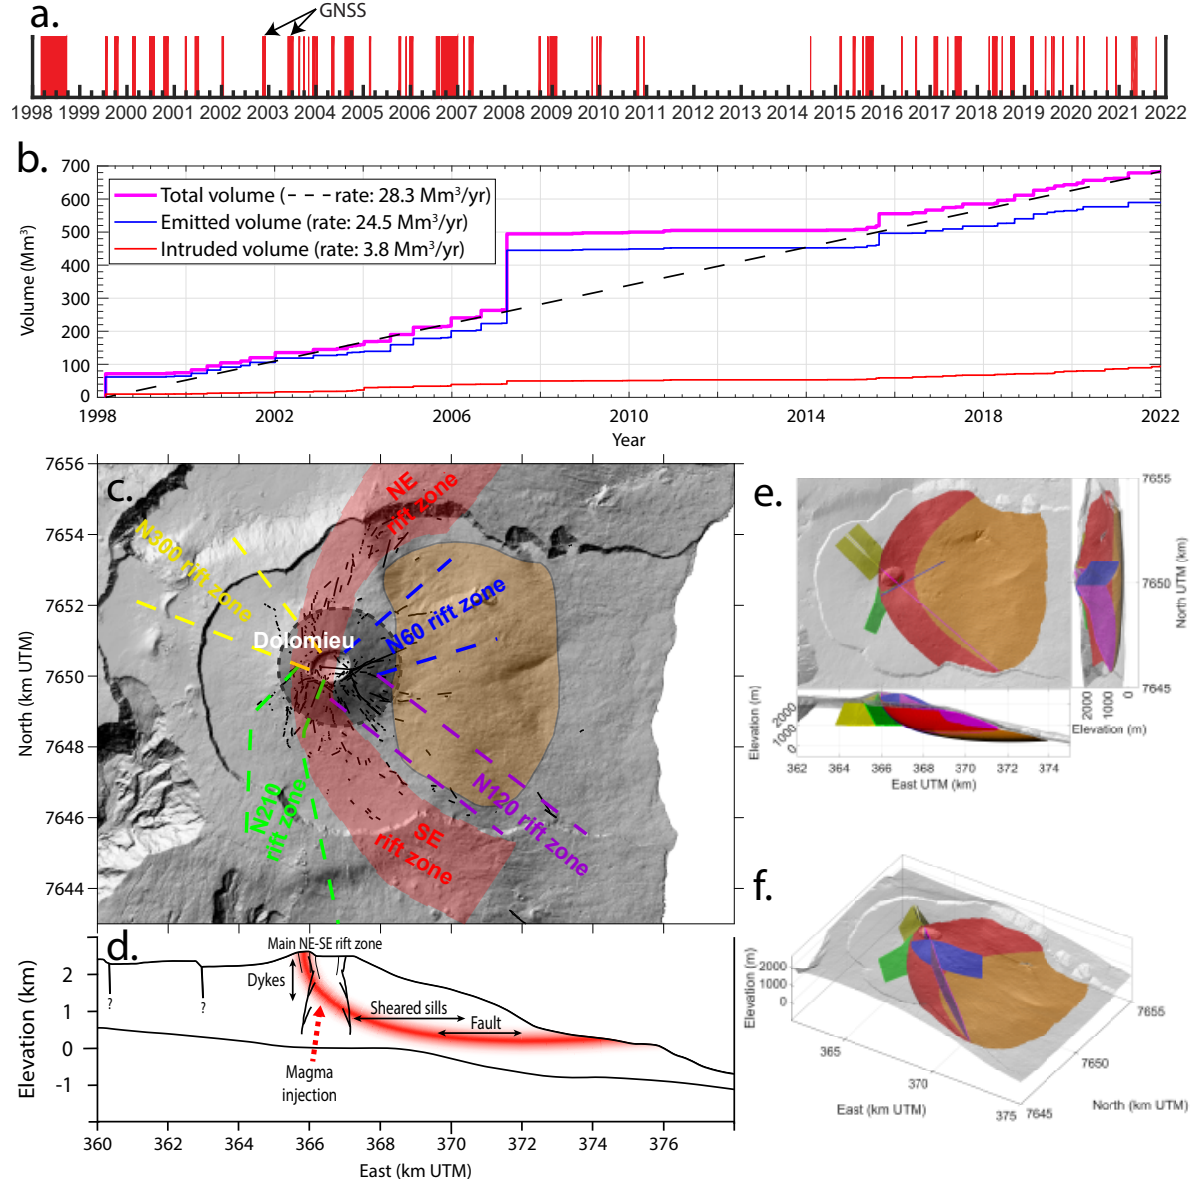 a.
GNSS
1998 1999 2000 2001 2002 2003 2004 2005 2006 2007 2008 2009 2010 2011 2012 2013 2014 2015 2016 2017 2018 2019 2020 2021 2022
b.
700
600
500
400
300
200
100
0
Volume (Mm³)
Total volume (– – –rate: 28.3 Mm³/yr)
Emitted volume (rate: 24.5 Mm³/yr)
Intruded volume (rate: 3.8 Mm³/yr)
1998 2002 2006 2010 2014 2018 2022
Year
c.
7656
7654
7652
7650
7648
7646
7644
North (km UTM)
NE
rift zone
N300 rift zone
N60 rift zone
Dolomieu
N210
rift zone
SE
rift zone
N120 rift zone
d.
Main NE-SE rift zone
Dykes
Sheared sills
Fault
Magma
injection
? ?
2
1
0
-1
Elevation (km)
360 362 364 366 368 370 372 374 376
East (km UTM)
e.
7655
7650
7645
North UTM (km)
2000
1000
0
Elevation (m)
2000 1000 0
Elevation (m)
362 364 366 368 370 372 374
East UTM (km)
f.
2000
1000
0
Elevation (m)
365
370
375
East (km UTM)
7645
7650
7655
North (km UTM)